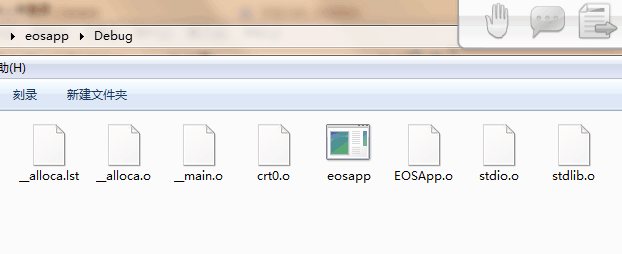 eosapp ▸ Debug
助(H)
刻录 新建文件夹
__alloca.lst __alloca.o __main.o crt0.o eosapp EOSApp.o stdio.o stdlib.o